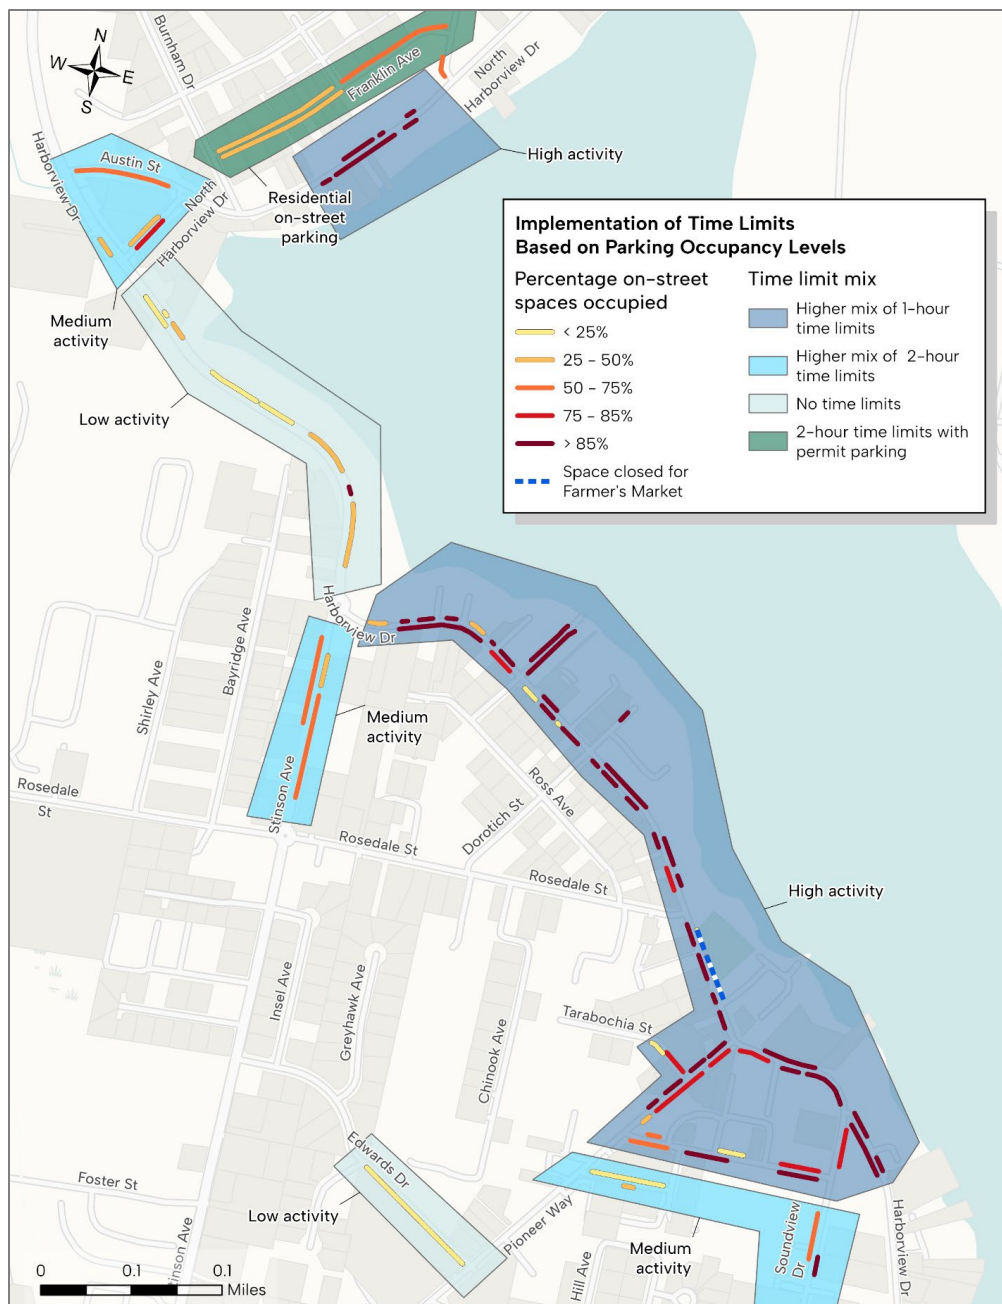 N
W
E
S
Burnham Dr
Franklin Ave
North
Harborview Dr
High activity
Harborview Dr
Austin St
North
Harborview Dr
Residential
on-street
parking
Medium
activity
Low activity
Implementation of Time Limits
Based on Parking Occupancy Levels
Percentage on-street
spaces occupied
< 25%
25 - 50%
50 - 75%
75 - 85%
> 85%
Space closed for
Farmer's Market
Time limit mix
Higher mix of 1-hour
time limits
Higher mix of 2-hour
time limits
No time limits
2-hour time limits with
permit parking
Harborview Dr
Bayridge Ave
Shirley Ave
Medium
activity
Stinson Ave
Rosedale
St
Rosedale St
Ross Ave
Dorotich St
Rosedale St
High activity
Tarabochia St
Insel Ave
Greyhawk Ave
Chinook Ave
Edwards Dr
Foster St
Low activity
Stinson Ave
Pioneer Way
Hill Ave
Medium
activity
Soundview
Dr
Harborview Dr
0
0.1
0.1
Miles